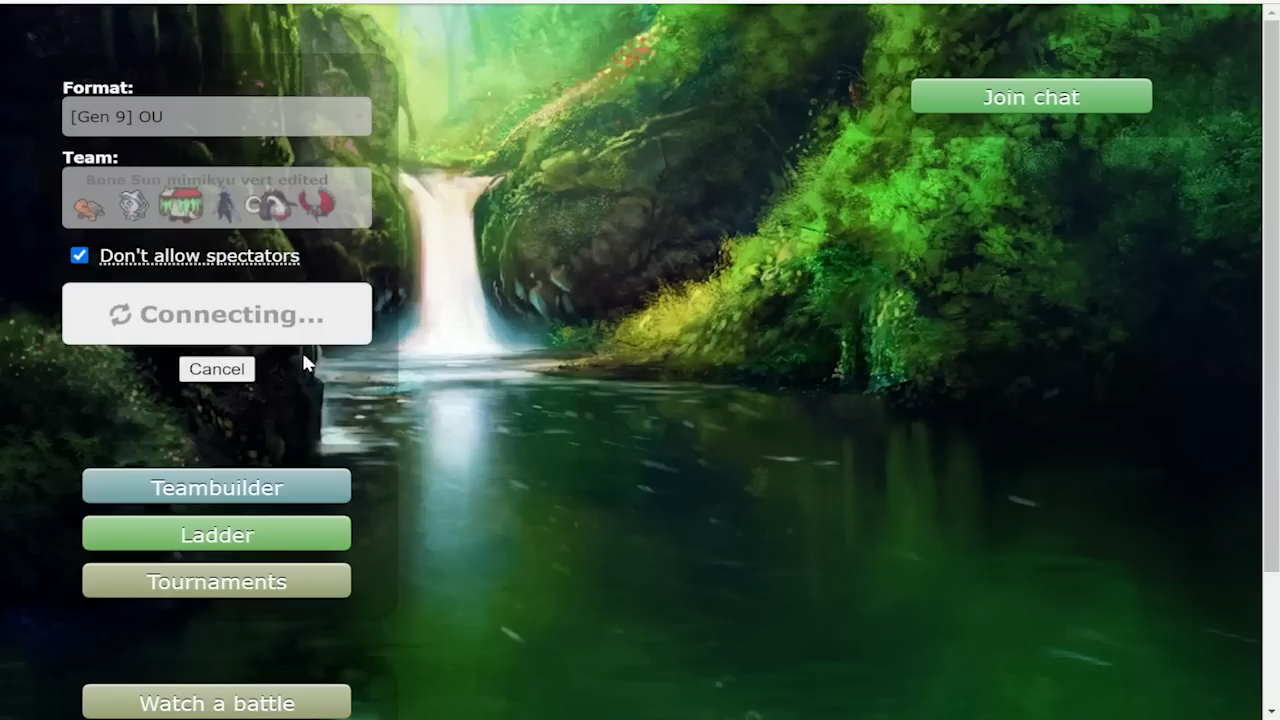 Format:
[Gen 9] OU
Team:
Bone Sun mimikyu vert edited
Don't allow spectators
Connecting...
Cancel
Teambuilder
Ladder
Tournaments
Watch a battle
Join chat